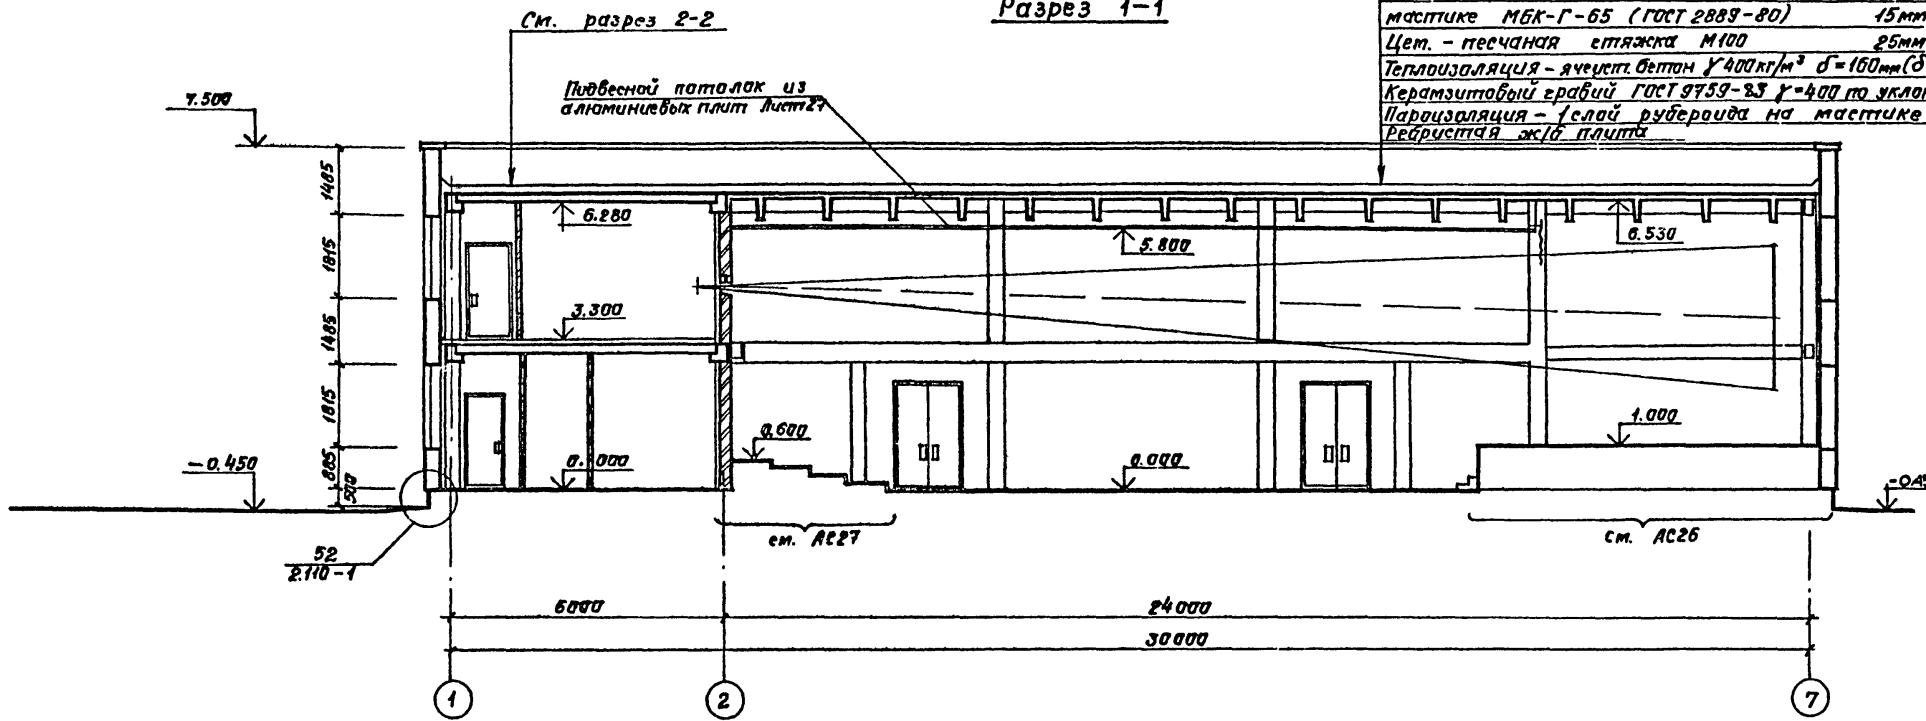 Разрез 1-1
См. разрез 2-2
мастике МБК-Г-65 (ГОСТ 2889-80) 15мм
Цем. - песчаная стяжка М100 25мм
Теплоизоляция - ячеист. бетон γ 400кг/м³ δ=160мм (δ
Керамзитовый гравий ГОСТ 9759-83 γ=400 по уклон
Пароизоляция - 1 слой рубероида на мастике
Ребристая ж/б плита
Подвесной потолок из
алюминиевых плит Лист 27
7.500
1485
1815
1485
1815
885
500
6.280
5.800
6.530
3.300
1.000
0.600
0.000
0.000
-0.450
-0.45
52
2.110-1
см. АС27
см. АС26
6000
24000
30000
1
2
7